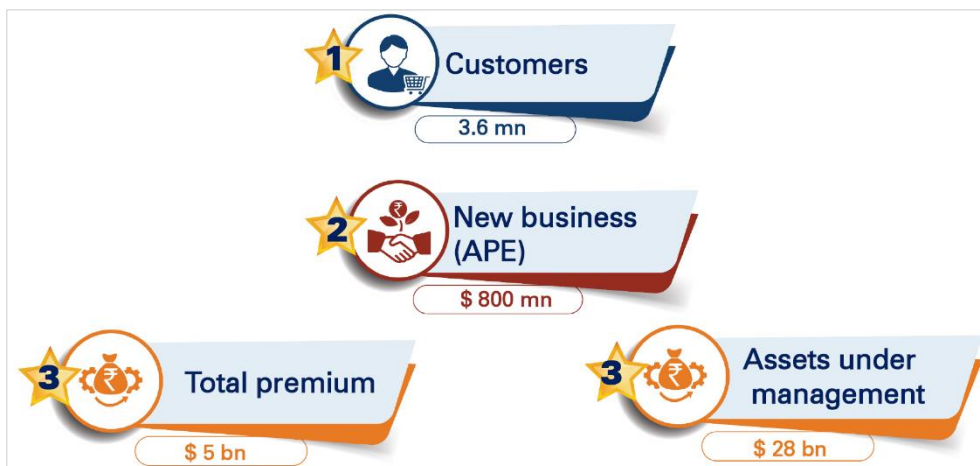 1
Customers
3.6 mn
2
₹
New business
(APE)
$ 800 mn
3
₹
Total premium
$ 5 bn
3
₹
Assets under
management
$ 28 bn